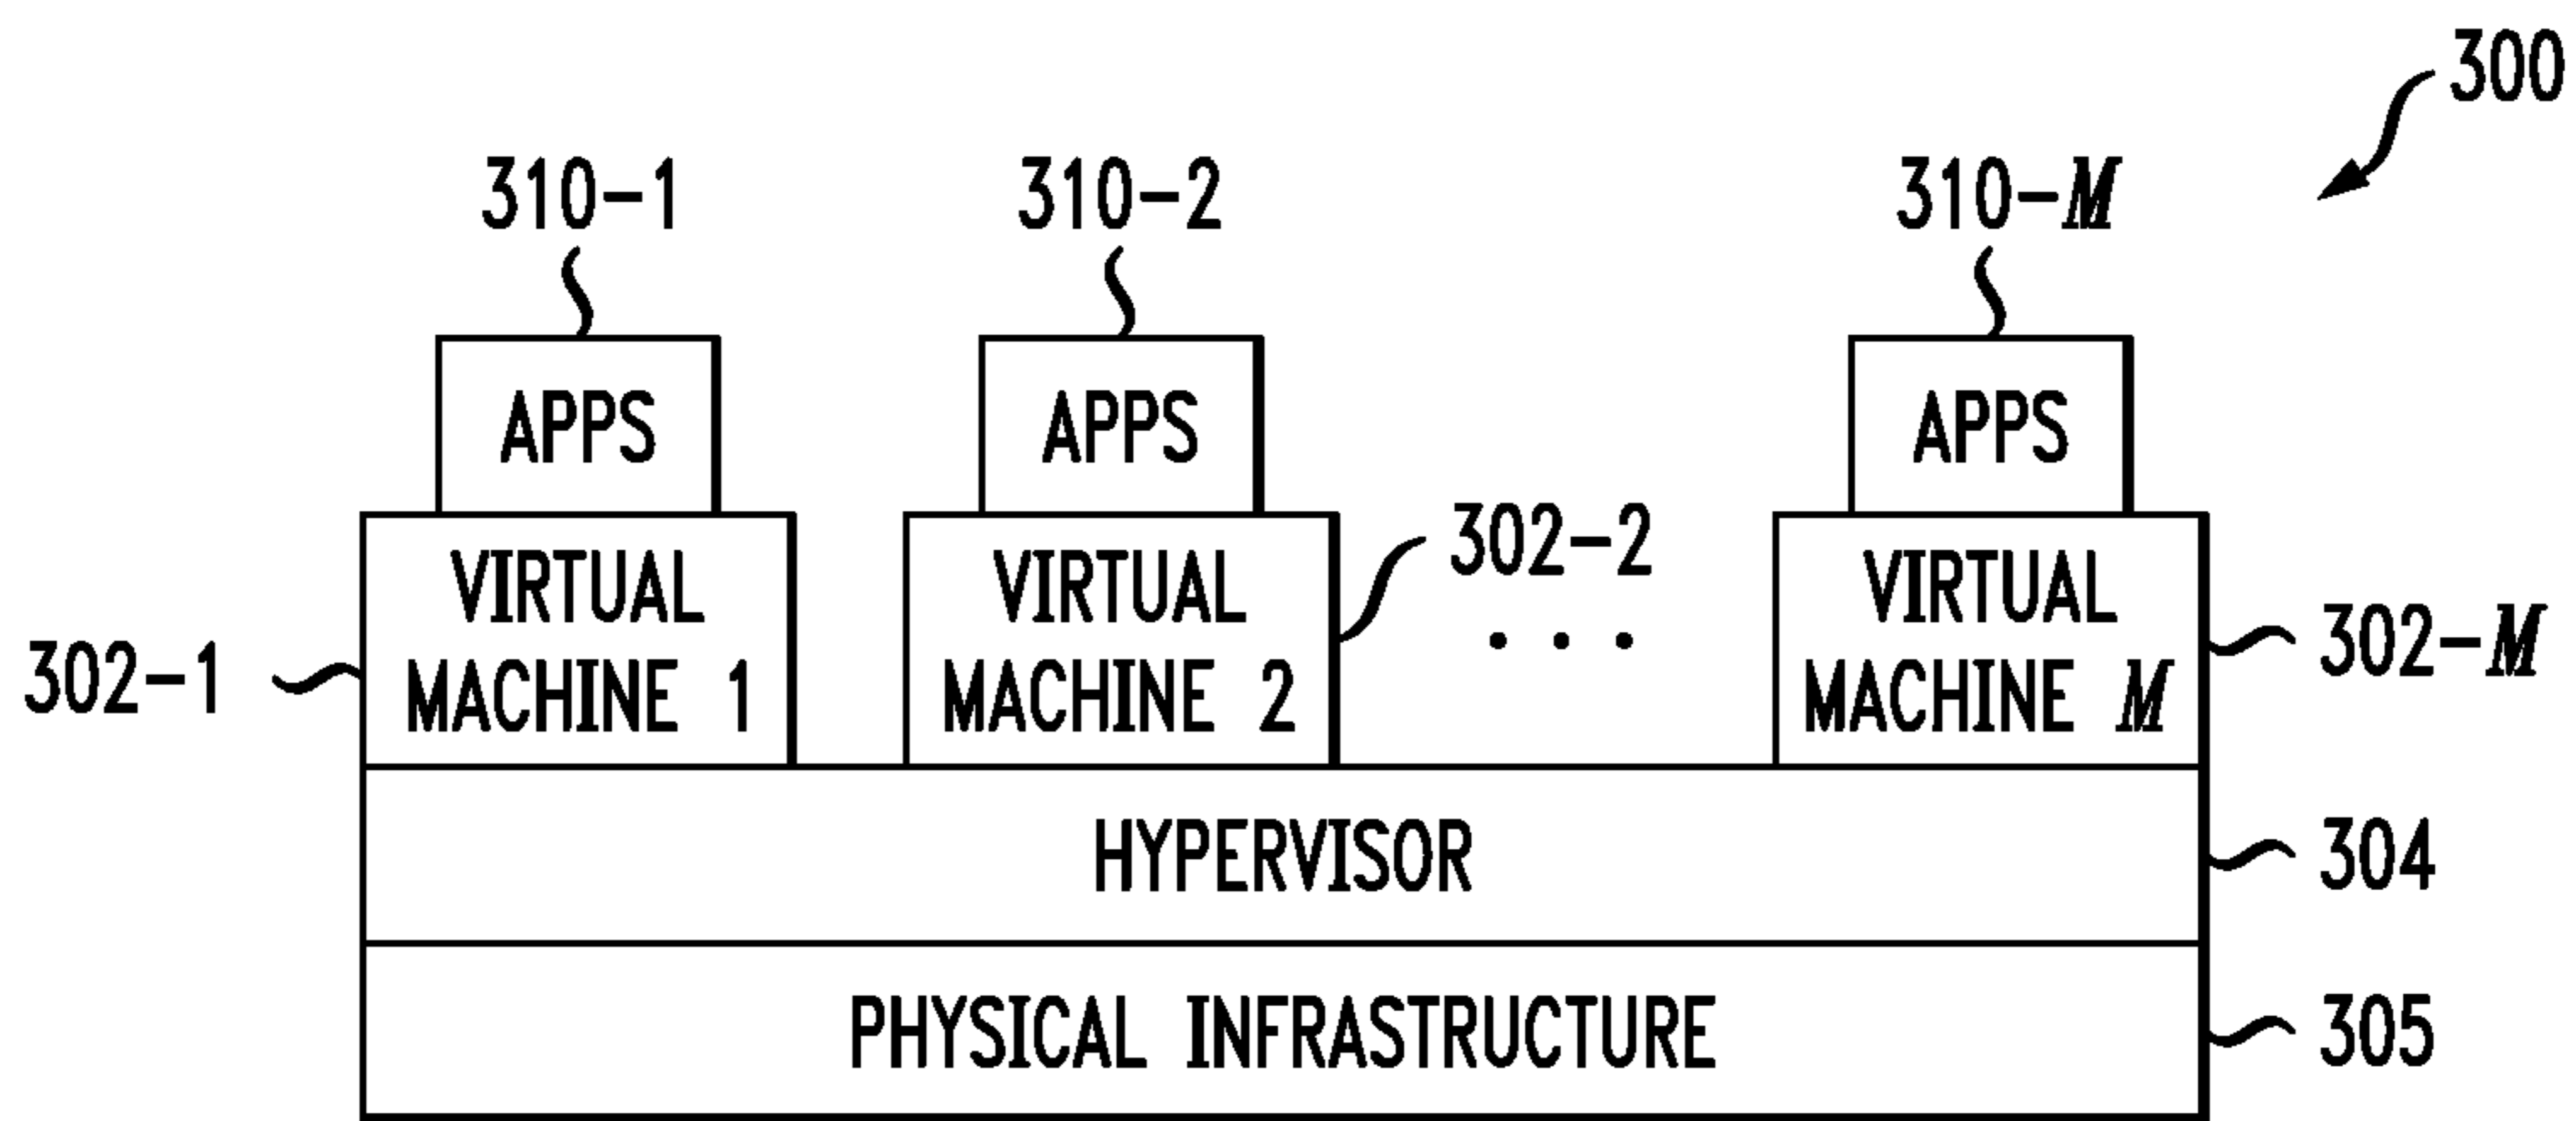 300
310-1
310-2
310-M
APPS
APPS
APPS
302-1
VIRTUAL
MACHINE 1
VIRTUAL
MACHINE 2
302-2
. . .
VIRTUAL
MACHINE M
302-M
HYPERVISOR
304
PHYSICAL INFRASTRUCTURE
305